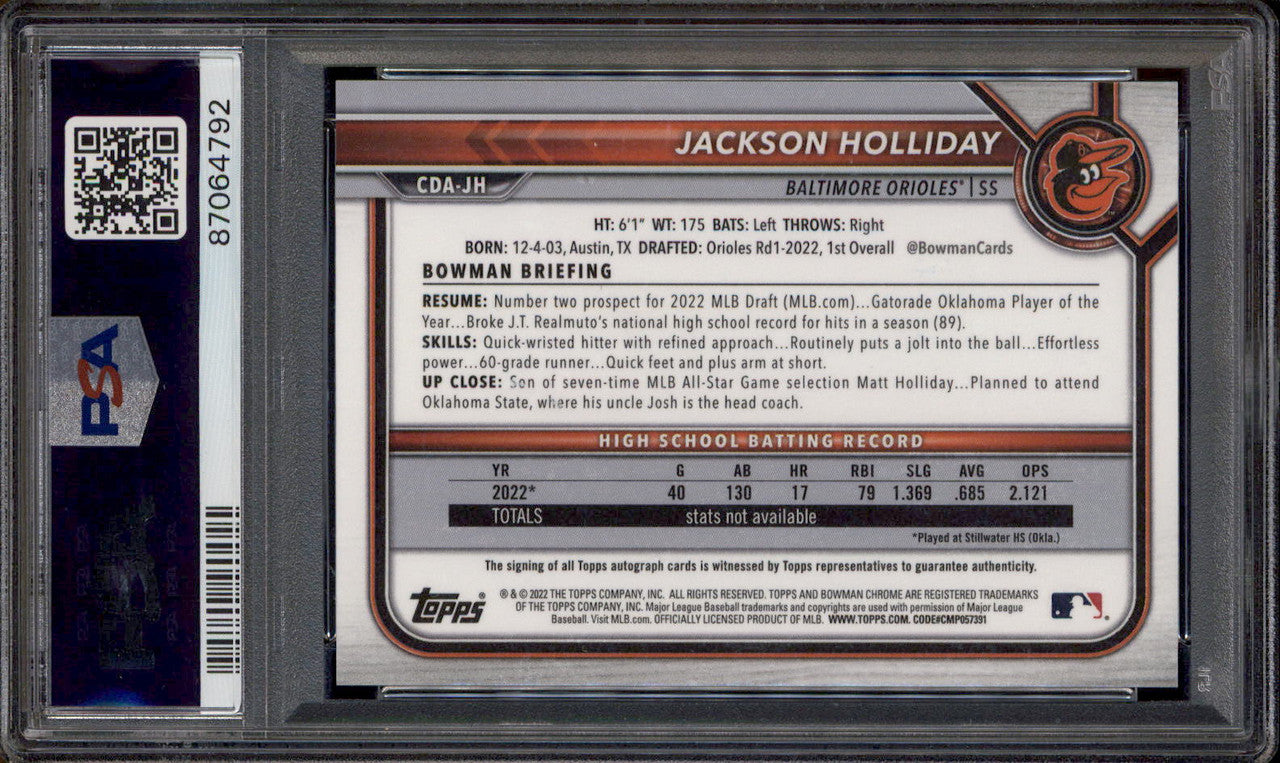 87064792
PSA
JACKSON HOLLIDAY
CDA-JH
BALTIMORE ORIOLES® | SS
HT: 6'1" WT: 175 BATS: Left THROWS: Right
BORN: 12-4-03, Austin, TX DRAFTED: Orioles Rd1-2022, 1st Overall @BowmanCards
BOWMAN BRIEFING
RESUME: Number two prospect for 2022 MLB Draft (MLB.com)...Gatorade Oklahoma Player of the
Year...Broke J.T. Realmuto's national high school record for hits in a season (89).
SKILLS: Quick-wristed hitter with refined approach...Routinely puts a jolt into the ball...Effortless
power...60-grade runner...Quick feet and plus arm at short.
UP CLOSE: Son of seven-time MLB All-Star Game selection Matt Holliday...Planned to attend
Oklahoma State, where his uncle Josh is the head coach.
HIGH SCHOOL BATTING RECORD
YR G AB HR RBI SLG AVG OPS
2022* 40 130 17 79 1.369 .685 2.121
TOTALS stats not available
*Played at Stillwater HS (Okla.)
The signing of all Topps autograph cards is witnessed by Topps representatives to guarantee authenticity.
topps®
® & © 2022 THE TOPPS COMPANY, INC. ALL RIGHTS RESERVED. TOPPS AND BOWMAN CHROME ARE REGISTERED TRADEMARKS
OF THE TOPPS COMPANY, INC. Major League Baseball trademarks and copyrights are used with permission of Major League
Baseball. Visit MLB.com. OFFICIALLY LICENSED PRODUCT OF MLB. WWW.TOPPS.COM. CODE#CMP057391
PSA